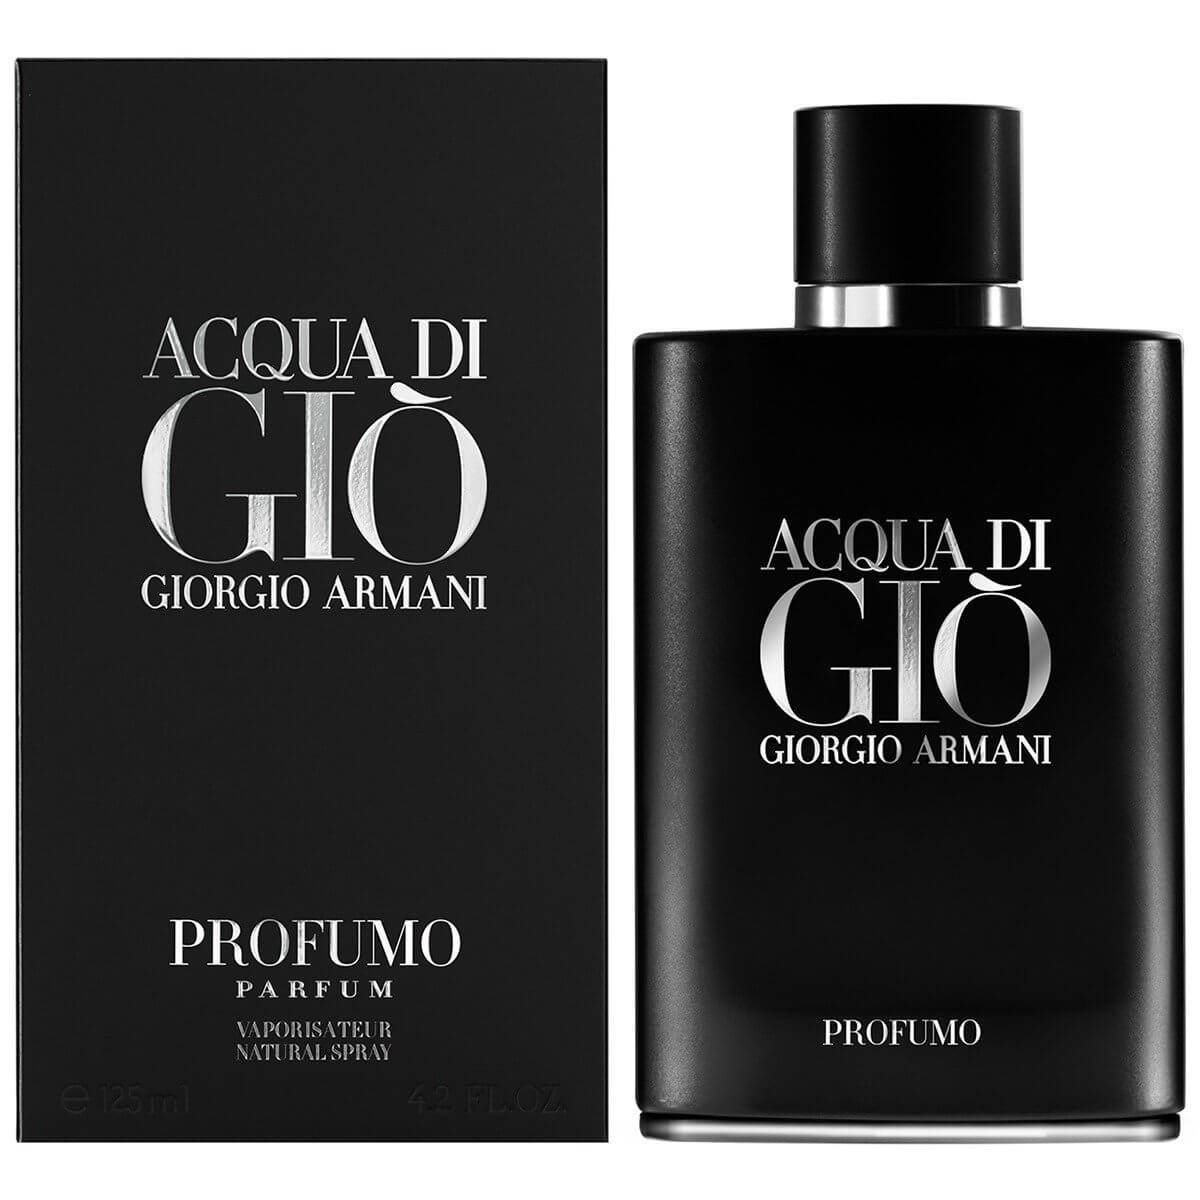 ACQUA DI
GIÒ
GIORGIO ARMANI
PROFUMO
PARFUM
VAPORISATEUR
NATURAL SPRAY
℮ 125 ml 4.2 FL.OZ.
ACQUA DI
GIÒ
GIORGIO ARMANI
PROFUMO